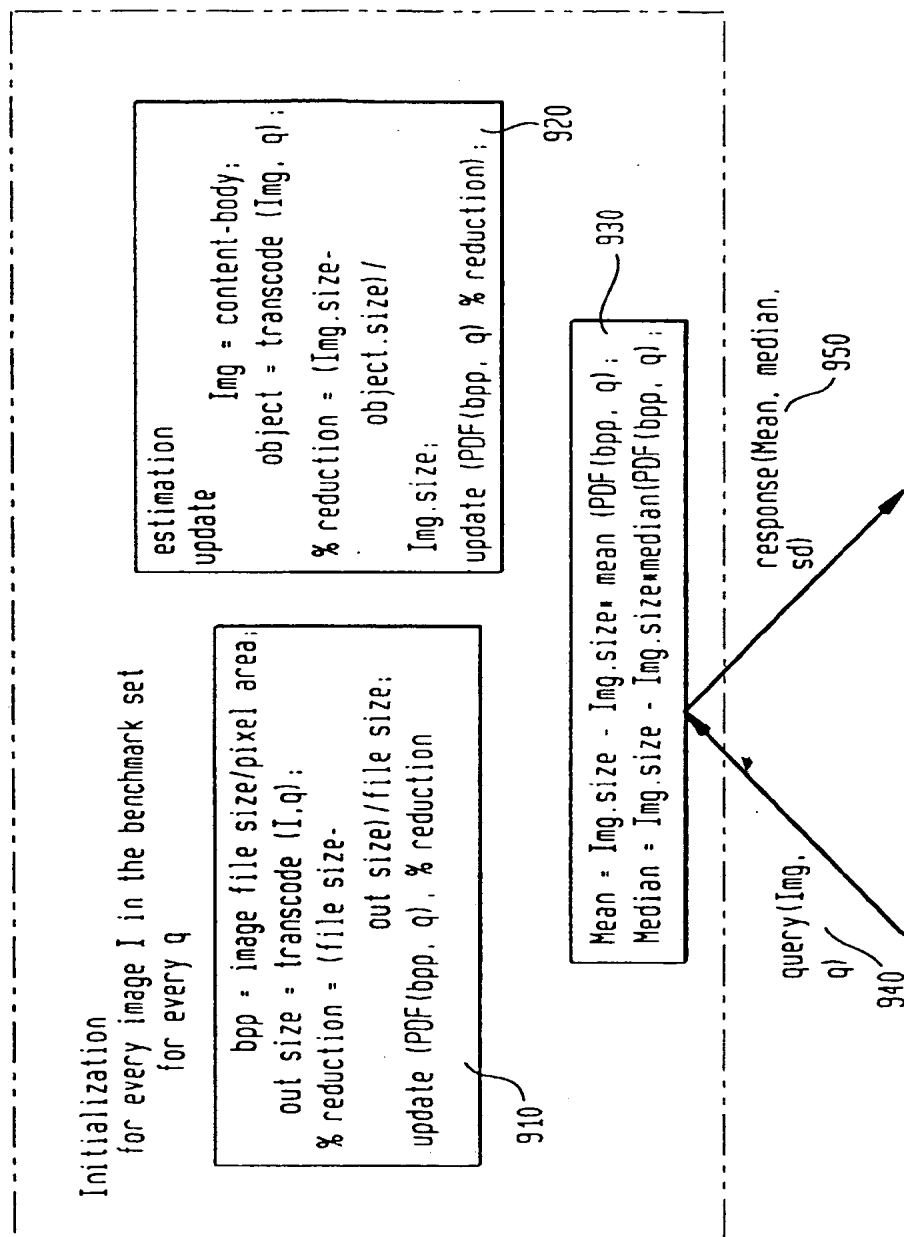 Initialization
for every image I in the benchmark set
for every q
bpp = image file size/pixel area;
out size = transcode (I,q);
% reduction = (file size-
out size)/file size;
update (PDF(bpp, q), % reduction
910
estimation
update
Img = content-body;
object = transcode (Img, q);
% reduction = (Img.size-
object.size)/
Img.size;
update (PDF(bpp, q) % reduction);
920
Mean = Img.size - Img.size* mean (PDF(bpp, q);
Median = Img.size - Img.size*median(PDF(bpp, q);
930
query(Img,
q)
940
response(Mean, median,
sd)
950